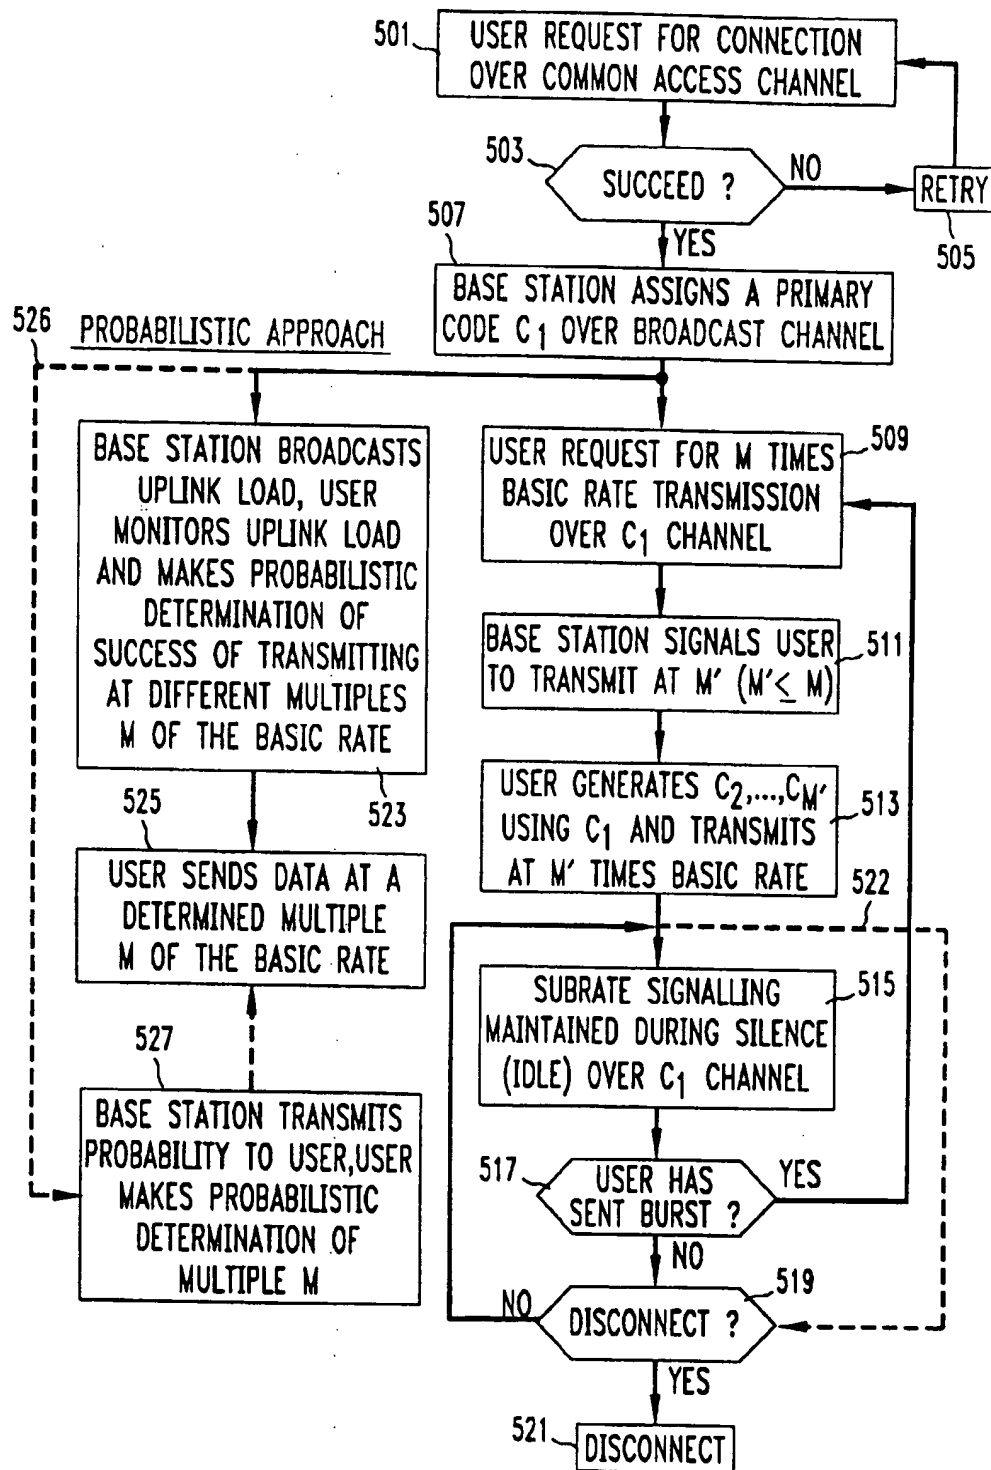 501
USER REQUEST FOR CONNECTION
OVER COMMON ACCESS CHANNEL
503
SUCCEED ?
NO
RETRY
505
YES
507
BASE STATION ASSIGNS A PRIMARY
CODE C1 OVER BROADCAST CHANNEL
526
PROBABILISTIC APPROACH
BASE STATION BROADCASTS
UPLINK LOAD, USER
MONITORS UPLINK LOAD
AND MAKES PROBABILISTIC
DETERMINATION OF
SUCCESS OF TRANSMITTING
AT DIFFERENT MULTIPLES
M OF THE BASIC RATE
523
525
USER SENDS DATA AT A
DETERMINED MULTIPLE
M OF THE BASIC RATE
527
BASE STATION TRANSMITS
PROBABILITY TO USER,USER
MAKES PROBABILISTIC
DETERMINATION OF
MULTIPLE M
509
USER REQUEST FOR M TIMES
BASIC RATE TRANSMISSION
OVER C1 CHANNEL
BASE STATION SIGNALS USER
TO TRANSMIT AT M' (M'≤ M)
511
USER GENERATES C2,...,CM'
USING C1 AND TRANSMITS
AT M' TIMES BASIC RATE
513
522
SUBRATE SIGNALLING
MAINTAINED DURING SILENCE
(IDLE) OVER C1 CHANNEL
515
517
USER HAS
SENT BURST ?
YES
NO
519
DISCONNECT ?
NO
YES
521
DISCONNECT